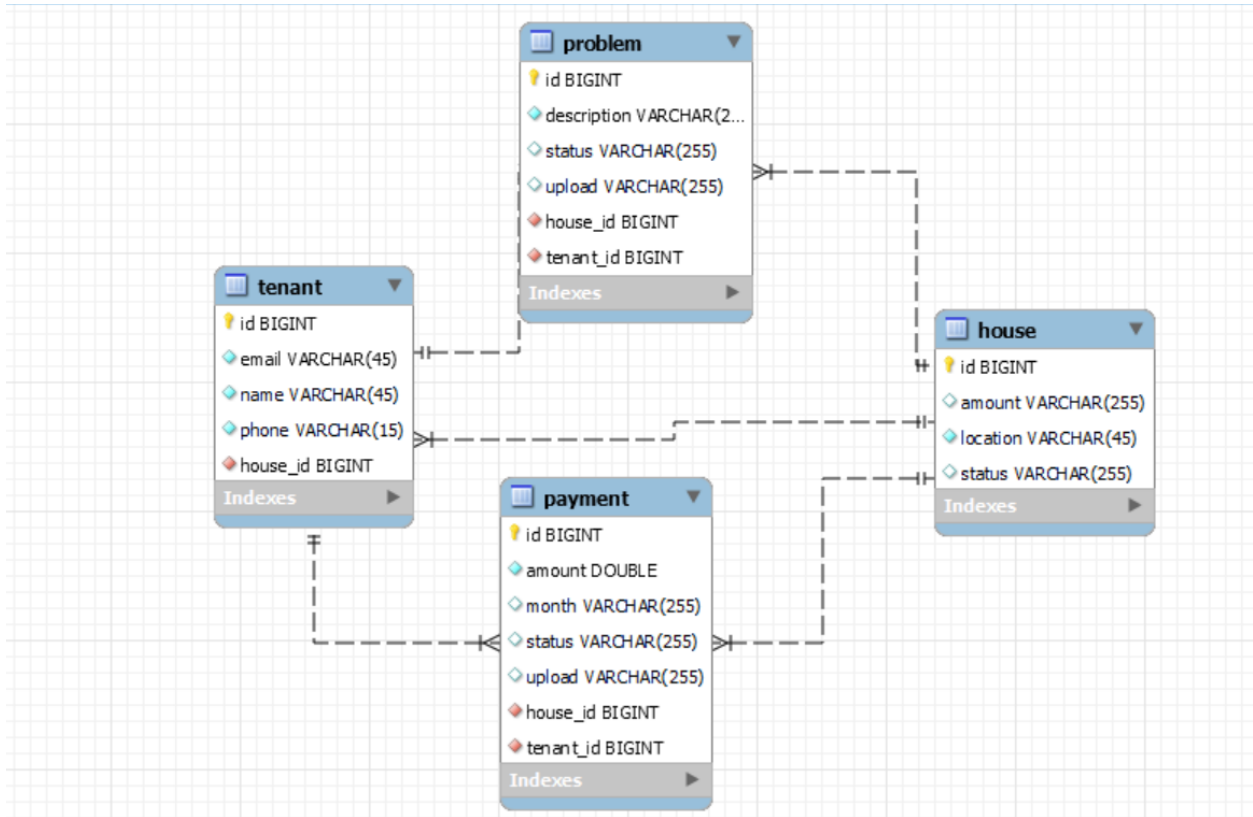 problem
id BIGINT
description VARCHAR(2...
status VARCHAR(255)
upload VARCHAR(255)
house_id BIGINT
tenant_id BIGINT
Indexes
tenant
id BIGINT
email VARCHAR(45)
name VARCHAR(45)
phone VARCHAR(15)
house_id BIGINT
Indexes
house
id BIGINT
amount VARCHAR(255)
location VARCHAR(45)
status VARCHAR(255)
Indexes
payment
id BIGINT
amount DOUBLE
month VARCHAR(255)
status VARCHAR(255)
upload VARCHAR(255)
house_id BIGINT
tenant_id BIGINT
Indexes